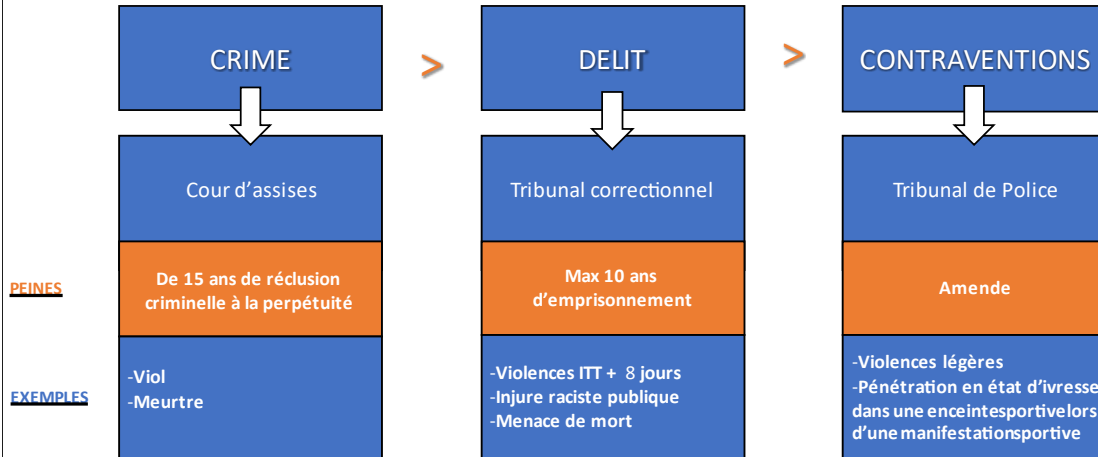 CRIME
>
DELIT
>
CONTRAVENTIONS
Cour d’assises
Tribunal correctionnel
Tribunal de Police
PEINES
De 15 ans de réclusion
criminelle à la perpétuité
Max 10 ans
d’emprisonnement
Amende
EXEMPLES
-Viol
-Meurtre
-Violences ITT + 8 jours
-Injure raciste publique
-Menace de mort
-Violences légères
-Pénétration en état d’ivresse
dans une enceintesportivelors
d’une manifestationsportive